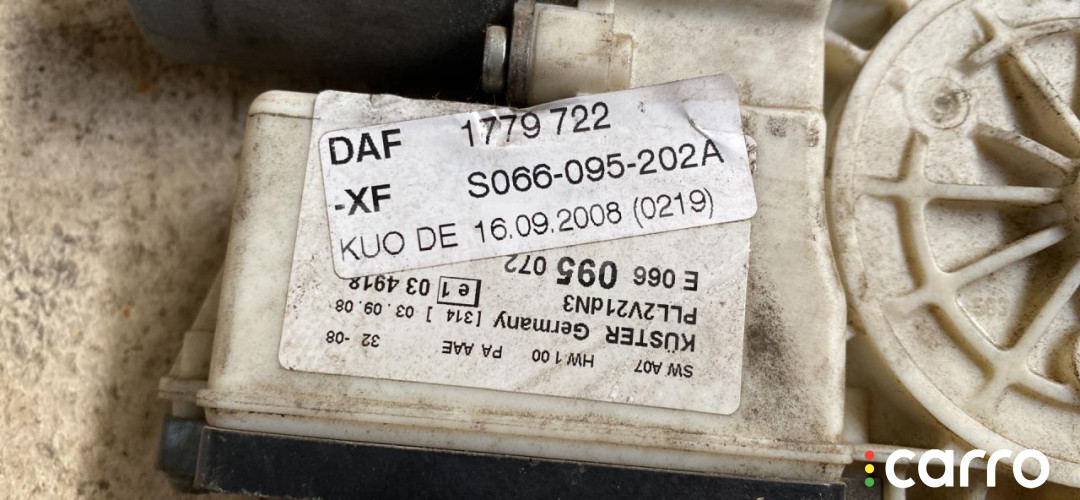 DAF 1779 722
-XF S066-095-202A
KUO DE 16.09.2008 (0219)
SW A07 HW 1 00 PA AAE 32 -08
KÜSTER Germany [314 ] 03.09.08
PLL2V21dN3 e1 03 4918
E 066 095 072
carro